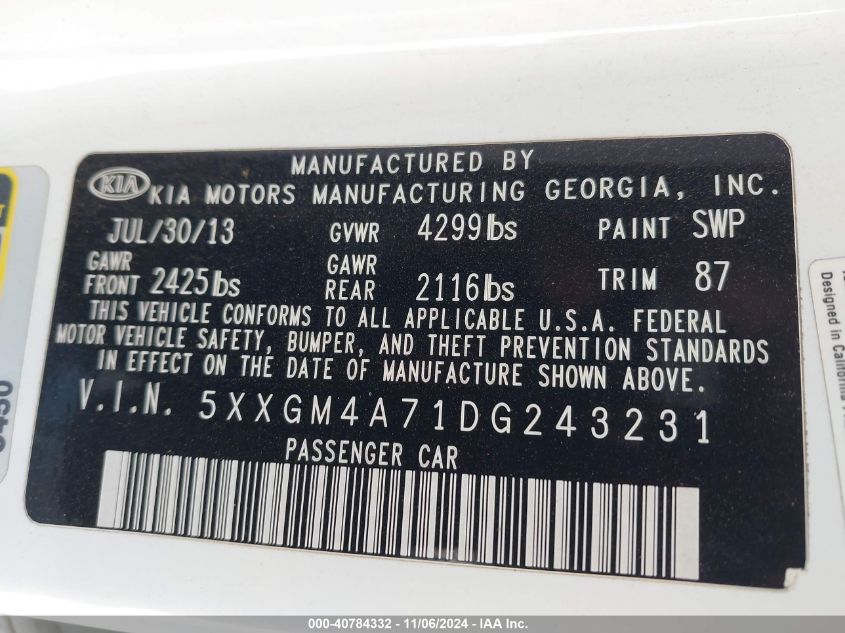 MANUFACTURED BY
KIA KIA MOTORS MANUFACTURING GEORGIA, INC.
JUL/30/13 GVWR 4299lbs PAINT SWP
GAWR FRONT 2425lbs GAWR REAR 2116lbs TRIM 87
THIS VEHICLE CONFORMS TO ALL APPLICABLE U.S.A. FEDERAL
MOTOR VEHICLE SAFETY, BUMPER, AND THEFT PREVENTION STANDARDS
IN EFFECT ON THE DATE OF MANUFACTURE SHOWN ABOVE.
V.I.N. 5XXGM4A71DG243231
PASSENGER CAR
Designed in California
000-40784332 - 11/06/2024 - IAA Inc.